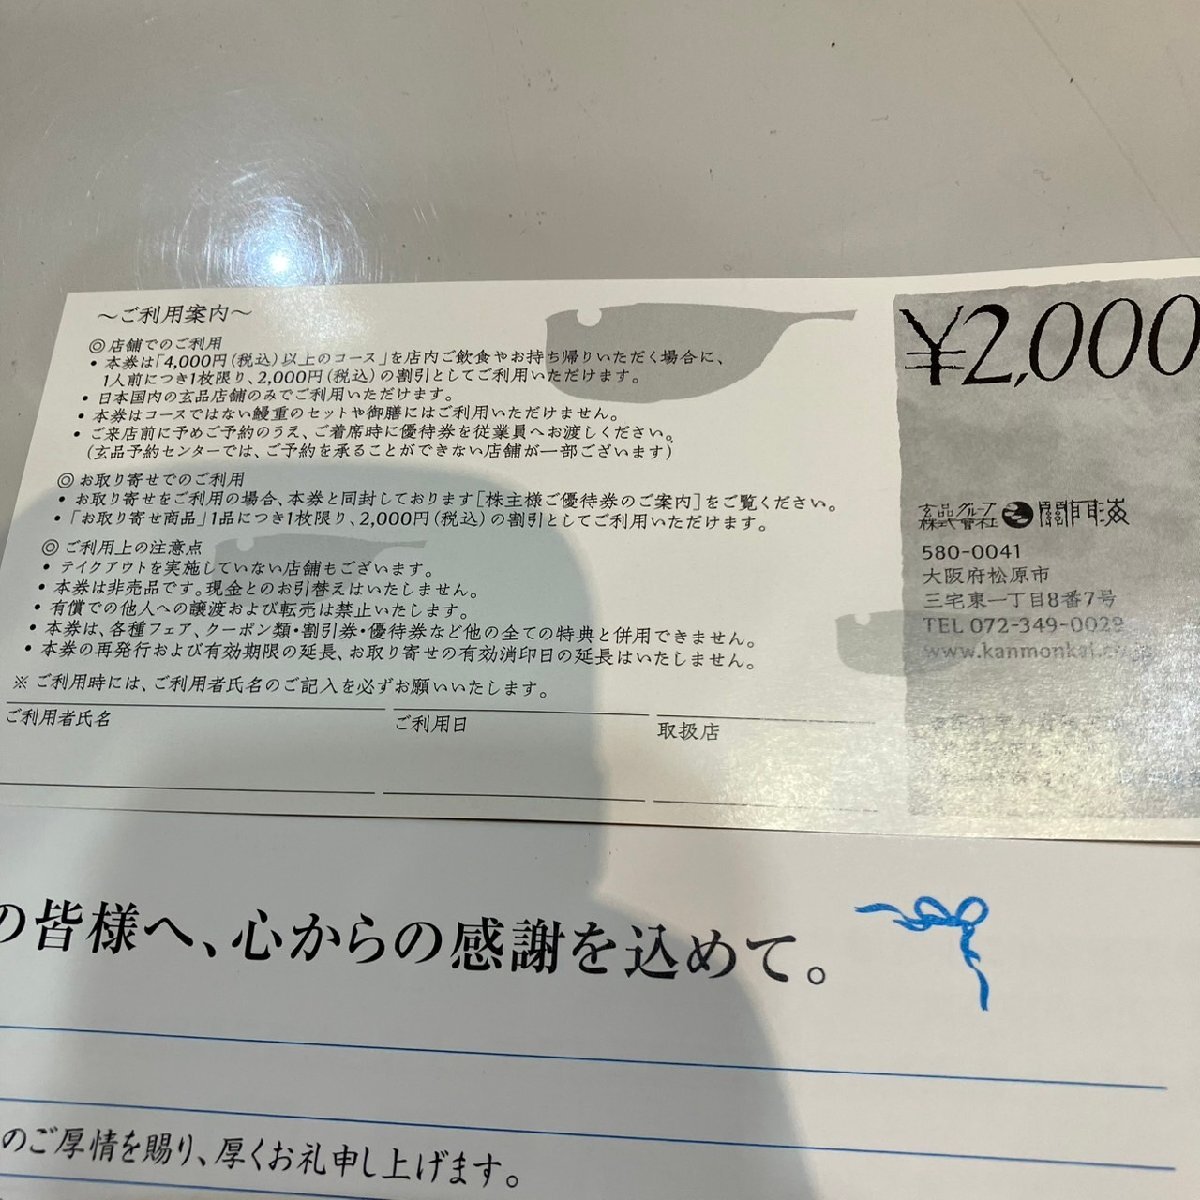 ～ご利用案内～
◎店舗でのご利用
・本券は「4,000円(税込)以上のコース」を店内ご飲食やお持ち帰りいただく場合に、
1人前につき1枚限り、2,000円(税込)の割引としてご利用いただけます。
・日本国内の玄品店舗のみでご利用いただけます。
・本券はコースではない鰻重のセットや御膳にはご利用いただけません。
・ご来店前に予めご予約のうえ、ご着席時に優待券を従業員へお渡しください。
(玄品予約センターでは、ご予約を承ることができない店舗が一部ございます)
◎お取り寄せでのご利用
・お取り寄せをご利用の場合、本券と同封しております[株主様ご優待券のご案内]をご覧ください。
・「お取り寄せ商品」1品につき1枚限り、2,000円(税込)の割引としてご利用いただけます。
◎ご利用上の注意点
・テイクアウトを実施していない店舗もございます。
・本券は非売品です。現金とのお引替えはいたしません。
・有償での他人への譲渡および転売は禁止いたします。
・本券は、各種フェア、クーポン類・割引券・優待券など他の全ての特典と併用できません。
・本券の再発行および有効期限の延長、お取り寄せの有効消印日の延長はいたしません。
※ご利用時には、ご利用者氏名のご記入を必ずお願いいたします。
ご利用者氏名 ご利用日 取扱店
¥2,000
玄品グループ
株式会社 關門海
580-0041
大阪府松原市
三宅東一丁目8番7号
TEL 072-349-0029
www.kanmonkai.co.jp
の皆様へ、心からの感謝を込めて。
のご厚情を賜り、厚くお礼申し上げます。